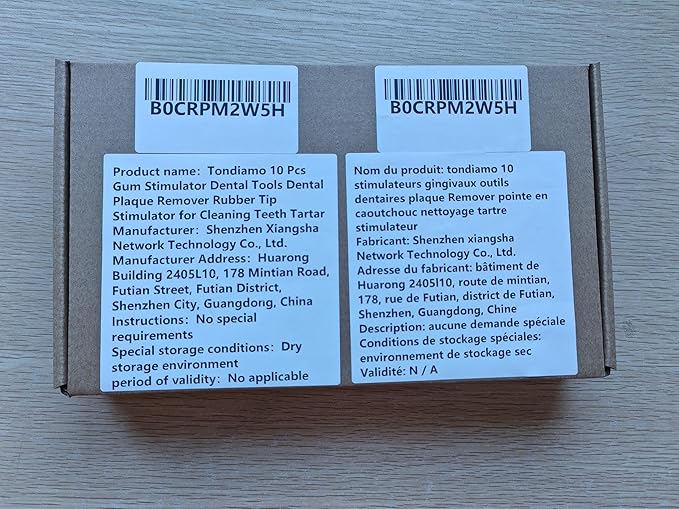 B0CRPM2W5H
Product name: Tondiamo 10 Pcs
Gum Stimulator Dental Tools Dental
Plaque Remover Rubber Tip
Stimulator for Cleaning Teeth Tartar
Manufacturer: Shenzhen Xiangsha
Network Technology Co., Ltd.
Manufacturer Address: Huarong
Building 2405L10, 178 Mintian Road,
Futian Street, Futian District,
Shenzhen City, Guangdong, China
Instructions: No special
requirements
Special storage conditions: Dry
storage environment
period of validity: No applicable
B0CRPM2W5H
Nom du produit: tondiamo 10
stimulateurs gingivaux outils
dentaires plaque Remover pointe en
caoutchouc nettoyage tartre
stimulateur
Fabricant: Shenzhen xiangsha
Network Technology Co., Ltd.
Adresse du fabricant: bâtiment de
Huarong 2405l10, route de mintian,
178, rue de Futian, district de Futian,
Shenzhen, Guangdong, Chine
Description: aucune demande spéciale
Conditions de stockage spéciales:
environnement de stockage sec
Validité: N / A